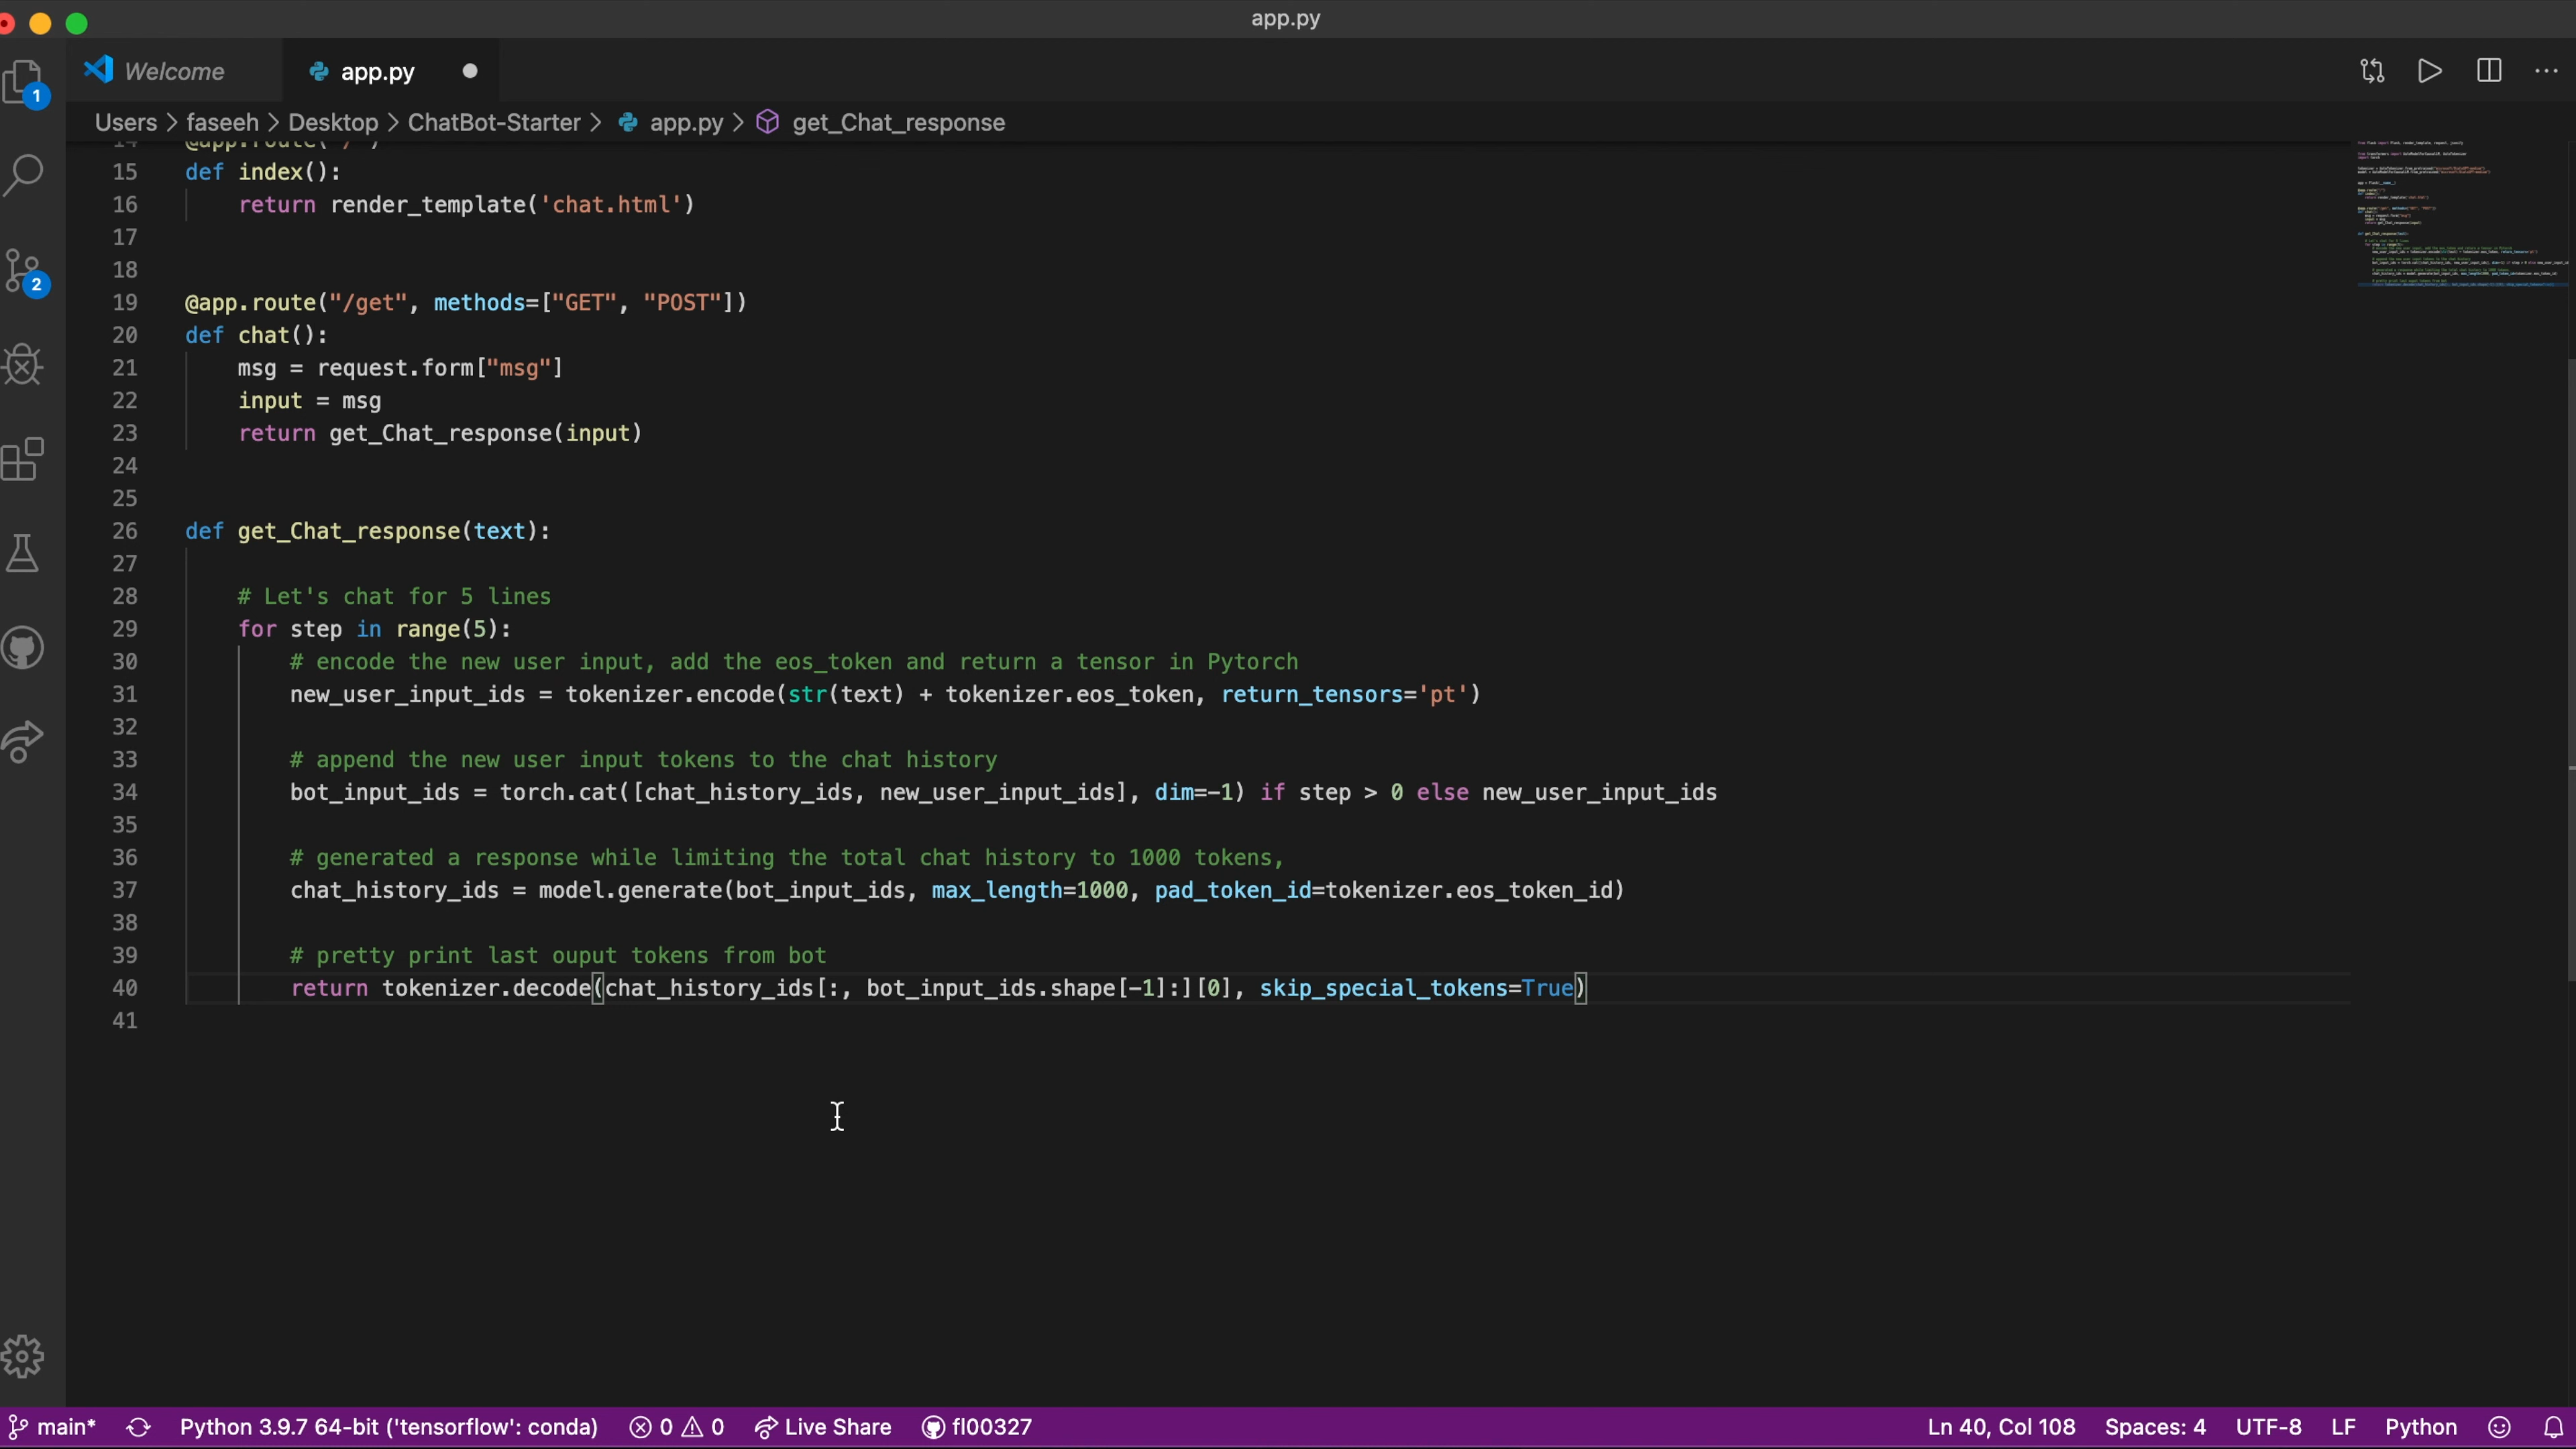 app.py
Welcome
app.py
1
Users > faseeh > Desktop > ChatBot-Starter > app.py > get_Chat_response
14 @app.route('/')
15 def index():
16 return render_template('chat.html')
17
18
2
19 @app.route("/get", methods=["GET", "POST"])
20 def chat():
21 msg = request.form["msg"]
22 input = msg
23 return get_Chat_response(input)
24
25
26 def get_Chat_response(text):
27
28 # Let's chat for 5 lines
29 for step in range(5):
30 # encode the new user input, add the eos_token and return a tensor in Pytorch
31 new_user_input_ids = tokenizer.encode(str(text) + tokenizer.eos_token, return_tensors='pt')
32
33 # append the new user input tokens to the chat history
34 bot_input_ids = torch.cat([chat_history_ids, new_user_input_ids], dim=-1) if step > 0 else new_user_input_ids
35
36 # generated a response while limiting the total chat history to 1000 tokens,
37 chat_history_ids = model.generate(bot_input_ids, max_length=1000, pad_token_id=tokenizer.eos_token_id)
38
39 # pretty print last ouput tokens from bot
40 return tokenizer.decode(chat_history_ids[:, bot_input_ids.shape[-1]:][0], skip_special_tokens=True)
41
main* Python 3.9.7 64-bit ('tensorflow': conda) 0 0 Live Share fl00327 Ln 40, Col 108 Spaces: 4 UTF-8 LF Python